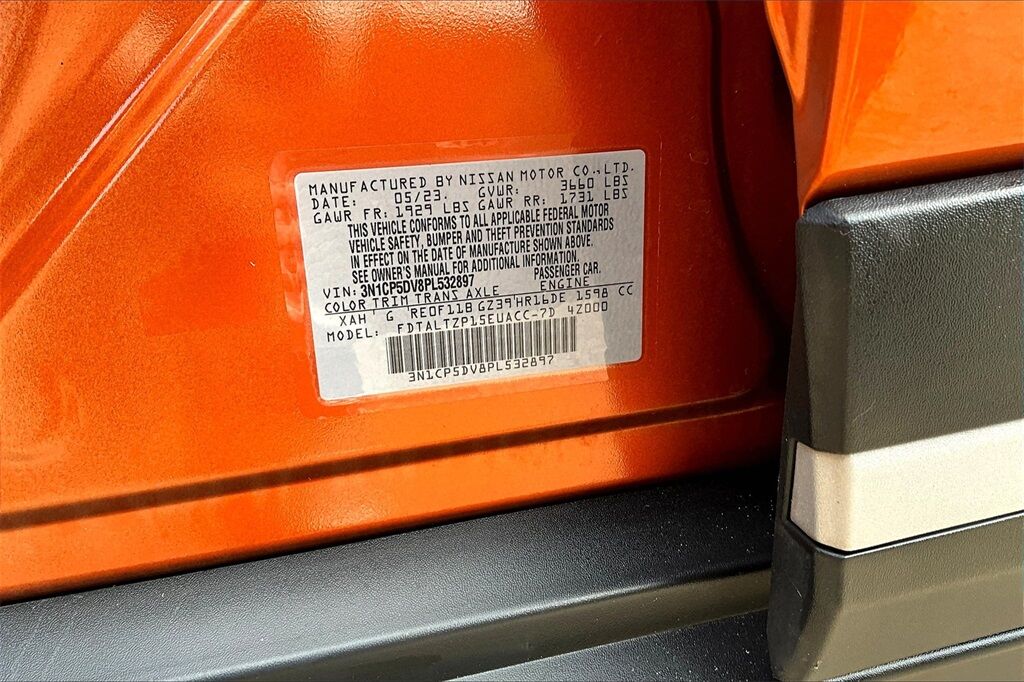 MANUFACTURED BY NISSAN MOTOR CO.,LTD.
DATE: 05/23 GVWR: 3660 LBS
GAWR FR: 1929 LBS GAWR RR: 1731 LBS
THIS VEHICLE CONFORMS TO ALL APPLICABLE FEDERAL MOTOR
VEHICLE SAFETY, BUMPER AND THEFT PREVENTION STANDARDS
IN EFFECT ON THE DATE OF MANUFACTURE SHOWN ABOVE.
SEE OWNER'S MANUAL FOR ADDITIONAL INFORMATION.
VIN: 3N1CP5DV8PL532897 PASSENGER CAR.
COLOR TRIM TRANS AXLE ENGINE
XAH G RE0F11B GZ39 HR16DE 1598 CC
MODEL: FDTALTZP15EUACC-7D 4Z000
3N1CP5DV8PL532897